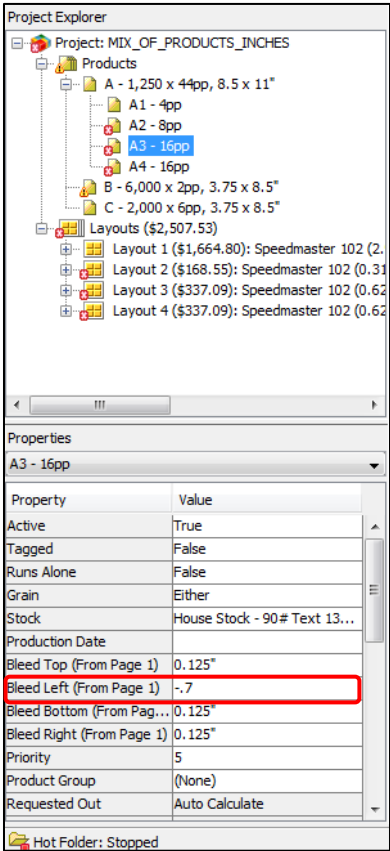 Project Explorer
Project: MIX_OF_PRODUCTS_INCHES
Products
A - 1,250 x 44pp, 8.5 x 11"
A1 - 4pp
A2 - 8pp
A3 - 16pp
A4 - 16pp
B - 6,000 x 2pp, 3.75 x 8.5"
C - 2,000 x 6pp, 3.75 x 8.5"
Layouts ($2,507.53)
Layout 1 ($1,664.80): Speedmaster 102 (2.
Layout 2 ($168.55): Speedmaster 102 (0.31
Layout 3 ($337.09): Speedmaster 102 (0.62
Layout 4 ($337.09): Speedmaster 102 (0.62
Properties
A3 - 16pp
Property Value
Active True
Tagged False
Runs Alone False
Grain Either
Stock House Stock - 90# Text 13...
Production Date
Bleed Top (From Page 1) 0.125"
Bleed Left (From Page 1) -.7
Bleed Bottom (From Pag... 0.125"
Bleed Right (From Page 1) 0.125"
Priority 5
Product Group (None)
Requested Out Auto Calculate
Hot Folder: Stopped